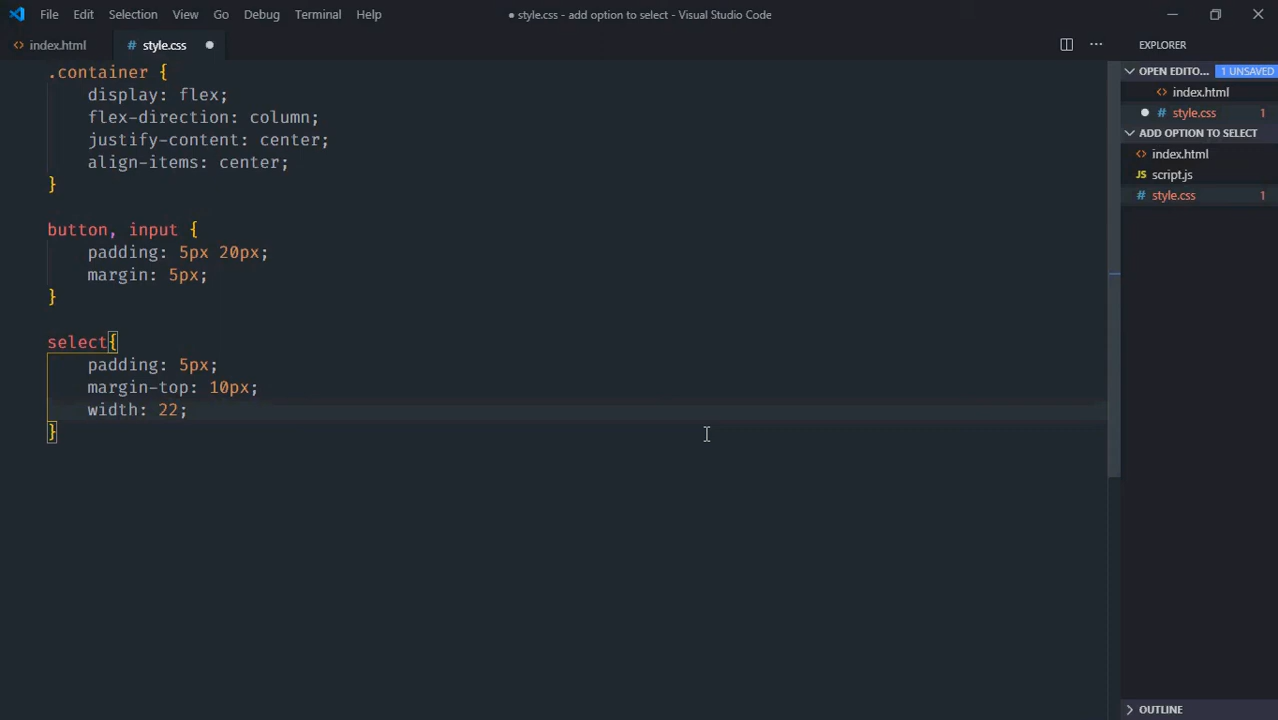 File Edit Selection View Go Debug Terminal Help
● style.css - add option to select - Visual Studio Code
<> index.html
# style.css ●
EXPLORER
.container {
    display: flex;
    flex-direction: column;
    justify-content: center;
    align-items: center;
}
button, input {
    padding: 5px 20px;
    margin: 5px;
}
select{
    padding: 5px;
    margin-top: 10px;
    width: 22;
}
OPEN EDITO... 1 UNSAVED
<> index.html
● # style.css 1
ADD OPTION TO SELECT
<> index.html
JS script.js
# style.css 1
OUTLINE